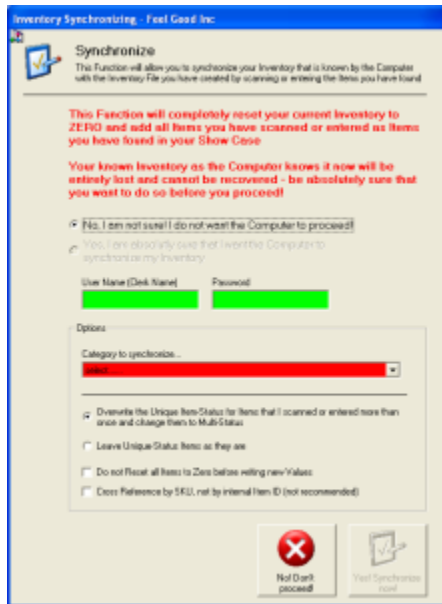 Inventory Synchronizing - Feel Good Inc
Synchronize
This Function will allow you to synchronize your Inventory that is known by the Computer
with the Inventory File you have created by scanning or entering the Items you have found
This Function will completely reset your current Inventory to
ZERO and add all Items you have scanned or entered as Items
you have found in your Show Case
Your known Inventory as the Computer knows it now will be
entirely lost and cannot be recovered - be absolutely sure that
you want to do so before you proceed!
No, I am not sure! I do not want the Computer to proceed!
Yes, I am absolutely sure that I want the Computer to
synchronize my Inventory
User Name (Clerk Name) Password
Options
Category to synchronize...
select......
Overwrite the Unique Item-Status for Items that I scanned or entered more than
once and change them to Multi-Status
Leave Unique-Status Items as they are
Do not Reset all Items to Zero before writing new Values
Cross Reference by SKU, not by internal Item ID (not recommended)
No! Don't
proceed!
Yes! Synchronize
now!